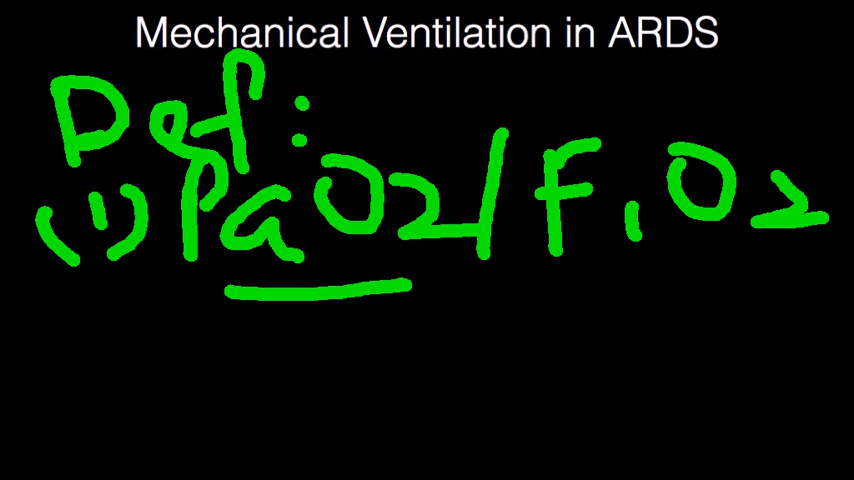 Mechanical Ventilation in ARDS
Def:
(1) PaO2/FiO2